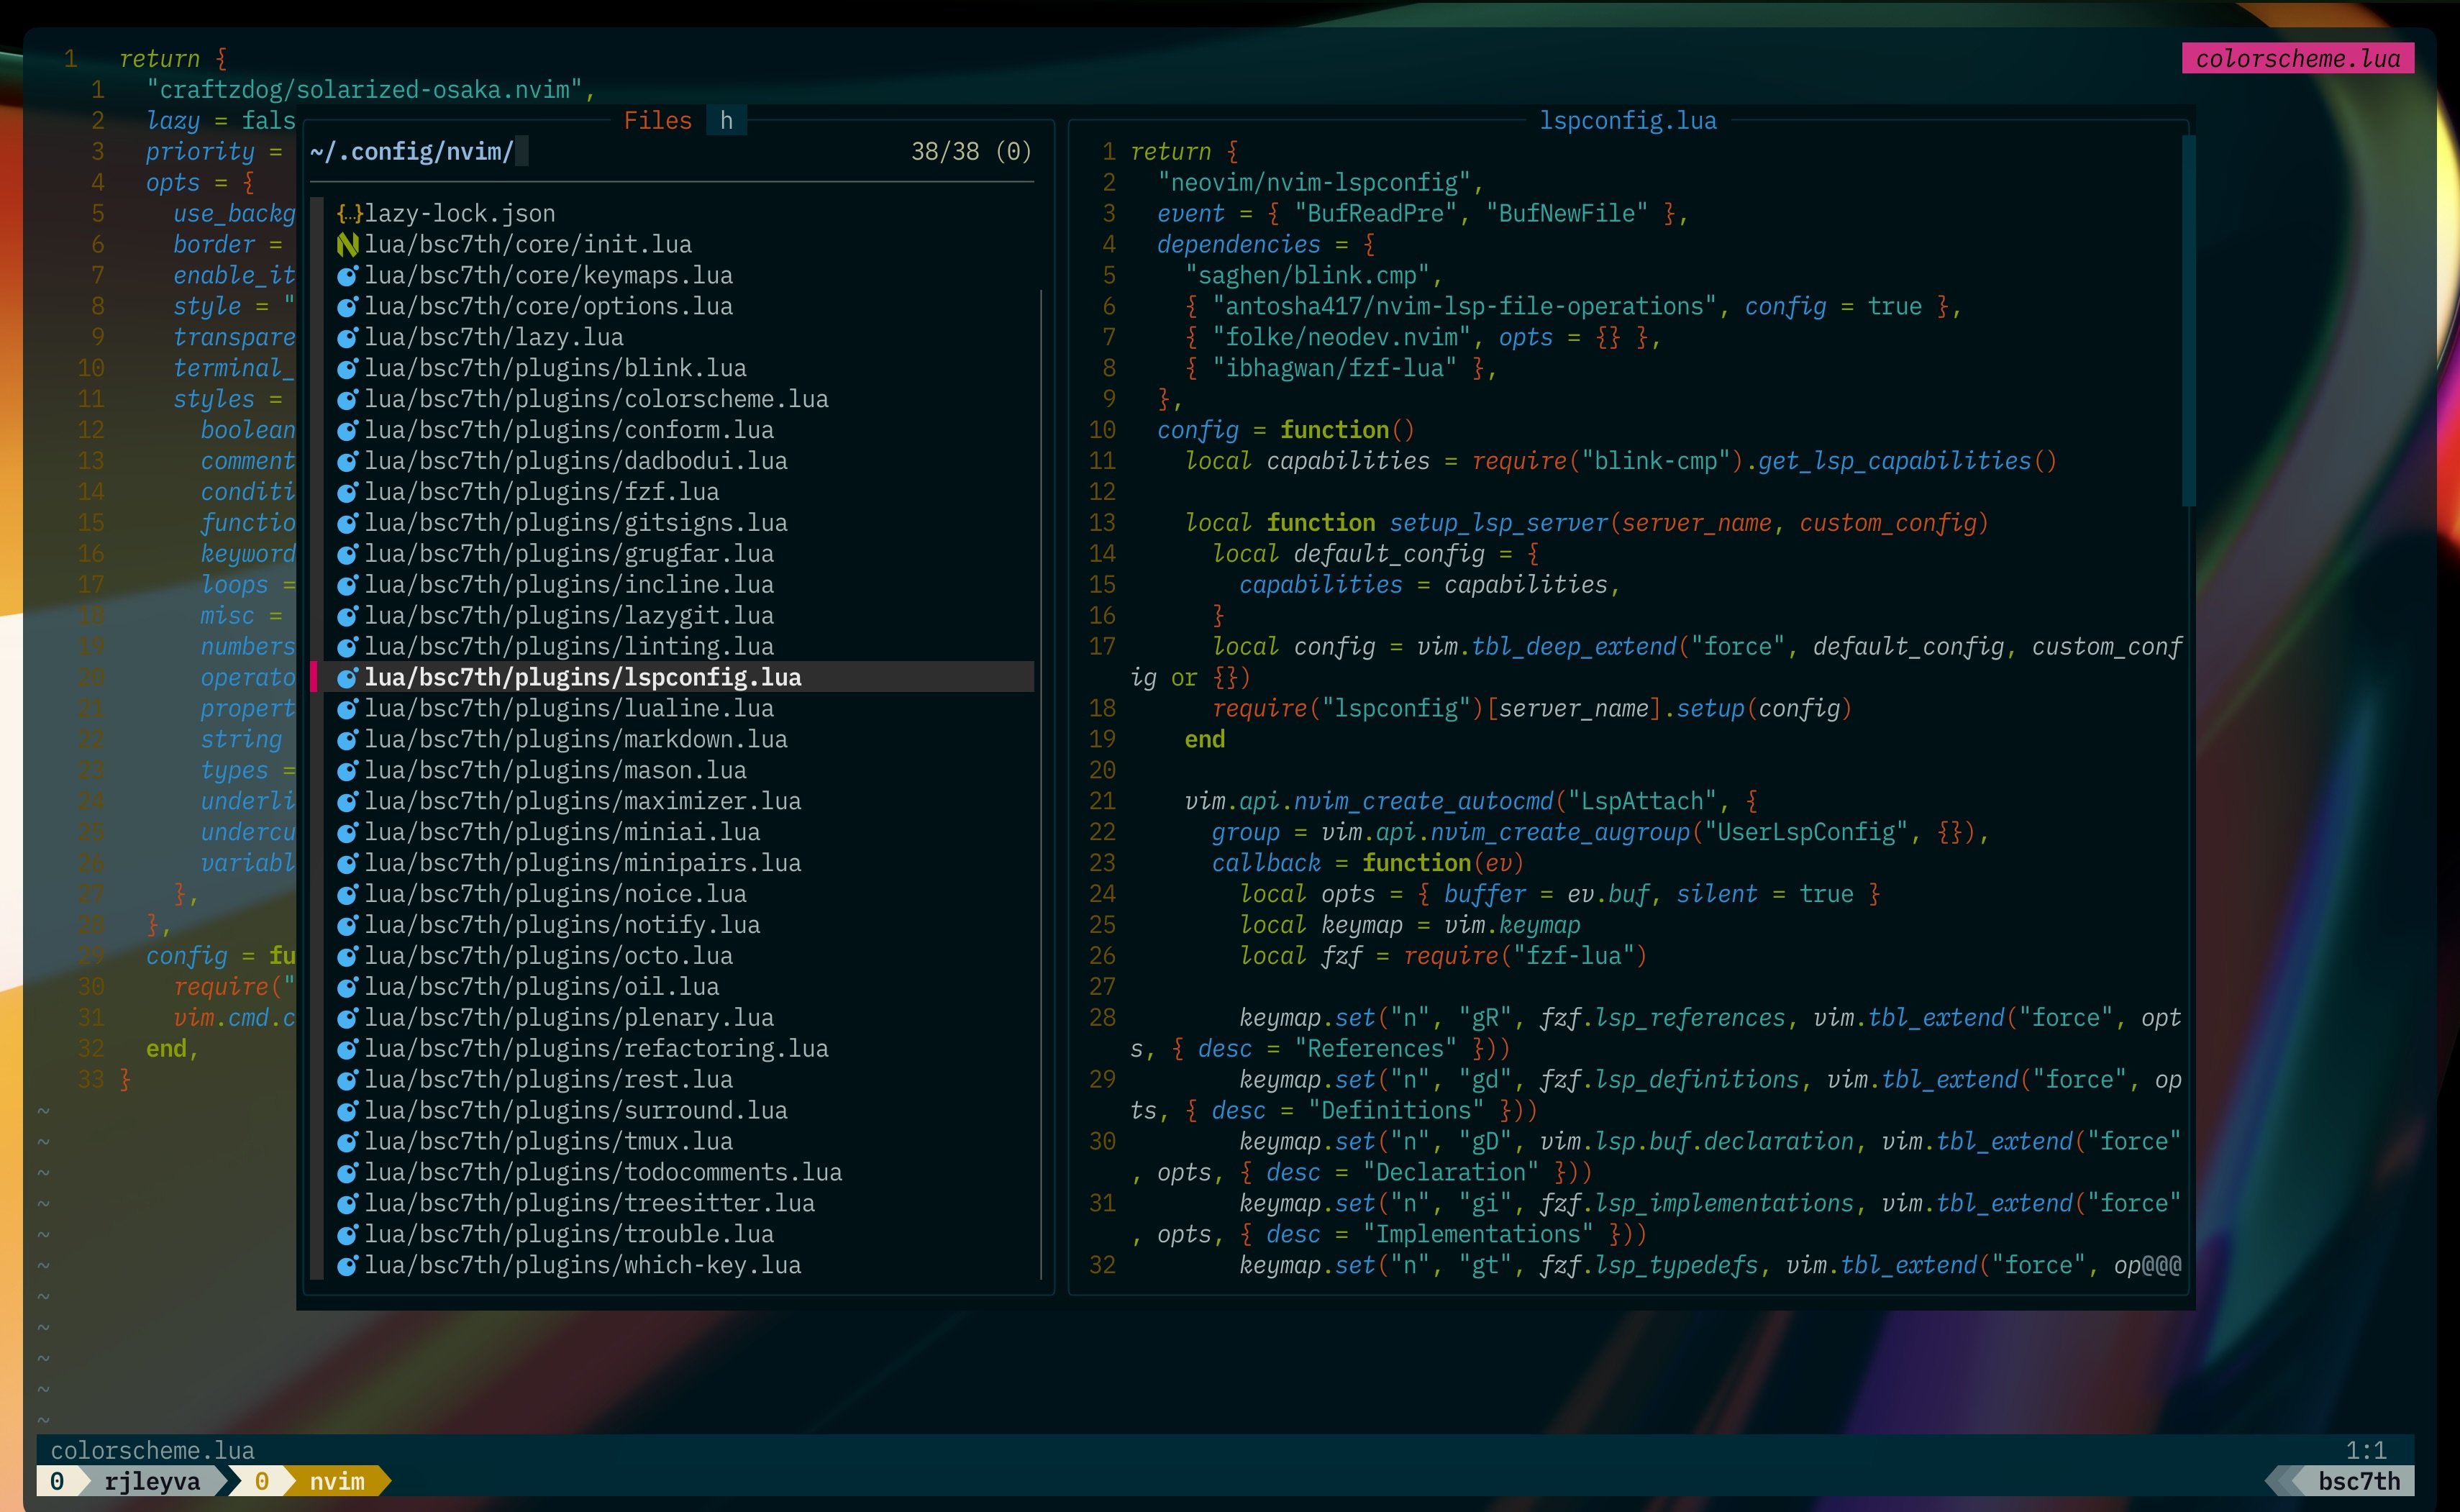 1 return {
colorscheme.lua
1 "craftzdog/solarized-osaka.nvim",
2 lazy = fals
3 priority =
4 opts = {
5 use_backg
6 border =
7 enable_it
8 style = "
9 transpare
10 terminal_
11 styles =
12 boolean
13 comment
14 conditi
15 functio
16 keyword
17 loops =
18 misc =
19 numbers
20 operato
21 propert
22 string
23 types =
24 underli
25 undercu
26 variabl
27 },
28 },
29 config = fu
30 require("
31 vim.cmd.c
32 end,
33 }
~
~
~
~
~
~
~
~
~
~
~
Files h
~/.config/nvim/ 38/38 (0)
{..}lazy-lock.json
lua/bsc7th/core/init.lua
lua/bsc7th/core/keymaps.lua
lua/bsc7th/core/options.lua
lua/bsc7th/lazy.lua
lua/bsc7th/plugins/blink.lua
lua/bsc7th/plugins/colorscheme.lua
lua/bsc7th/plugins/conform.lua
lua/bsc7th/plugins/dadbodui.lua
lua/bsc7th/plugins/fzf.lua
lua/bsc7th/plugins/gitsigns.lua
lua/bsc7th/plugins/grugfar.lua
lua/bsc7th/plugins/incline.lua
lua/bsc7th/plugins/lazygit.lua
lua/bsc7th/plugins/linting.lua
lua/bsc7th/plugins/lspconfig.lua
lua/bsc7th/plugins/lualine.lua
lua/bsc7th/plugins/markdown.lua
lua/bsc7th/plugins/mason.lua
lua/bsc7th/plugins/maximizer.lua
lua/bsc7th/plugins/miniai.lua
lua/bsc7th/plugins/minipairs.lua
lua/bsc7th/plugins/noice.lua
lua/bsc7th/plugins/notify.lua
lua/bsc7th/plugins/octo.lua
lua/bsc7th/plugins/oil.lua
lua/bsc7th/plugins/plenary.lua
lua/bsc7th/plugins/refactoring.lua
lua/bsc7th/plugins/rest.lua
lua/bsc7th/plugins/surround.lua
lua/bsc7th/plugins/tmux.lua
lua/bsc7th/plugins/todocomments.lua
lua/bsc7th/plugins/treesitter.lua
lua/bsc7th/plugins/trouble.lua
lua/bsc7th/plugins/which-key.lua
lspconfig.lua
1 return {
2 "neovim/nvim-lspconfig",
3 event = { "BufReadPre", "BufNewFile" },
4 dependencies = {
5 "saghen/blink.cmp",
6 { "antosha417/nvim-lsp-file-operations", config = true },
7 { "folke/neodev.nvim", opts = {} },
8 { "ibhagwan/fzf-lua" },
9 },
10 config = function()
11 local capabilities = require("blink-cmp").get_lsp_capabilities()
12
13 local function setup_lsp_server(server_name, custom_config)
14 local default_config = {
15 capabilities = capabilities,
16 }
17 local config = vim.tbl_deep_extend("force", default_config, custom_conf
ig or {})
18 require("lspconfig")[server_name].setup(config)
19 end
20
21 vim.api.nvim_create_autocmd("LspAttach", {
22 group = vim.api.nvim_create_augroup("UserLspConfig", {}),
23 callback = function(ev)
24 local opts = { buffer = ev.buf, silent = true }
25 local keymap = vim.keymap
26 local fzf = require("fzf-lua")
27
28 keymap.set("n", "gR", fzf.lsp_references, vim.tbl_extend("force", opt
s, { desc = "References" }))
29 keymap.set("n", "gd", fzf.lsp_definitions, vim.tbl_extend("force", op
ts, { desc = "Definitions" }))
30 keymap.set("n", "gD", vim.lsp.buf.declaration, vim.tbl_extend("force"
, opts, { desc = "Declaration" }))
31 keymap.set("n", "gi", fzf.lsp_implementations, vim.tbl_extend("force"
, opts, { desc = "Implementations" }))
32 keymap.set("n", "gt", fzf.lsp_typedefs, vim.tbl_extend("force", op@@@
colorscheme.lua 1:1
0 rjleyva 0 nvim bsc7th